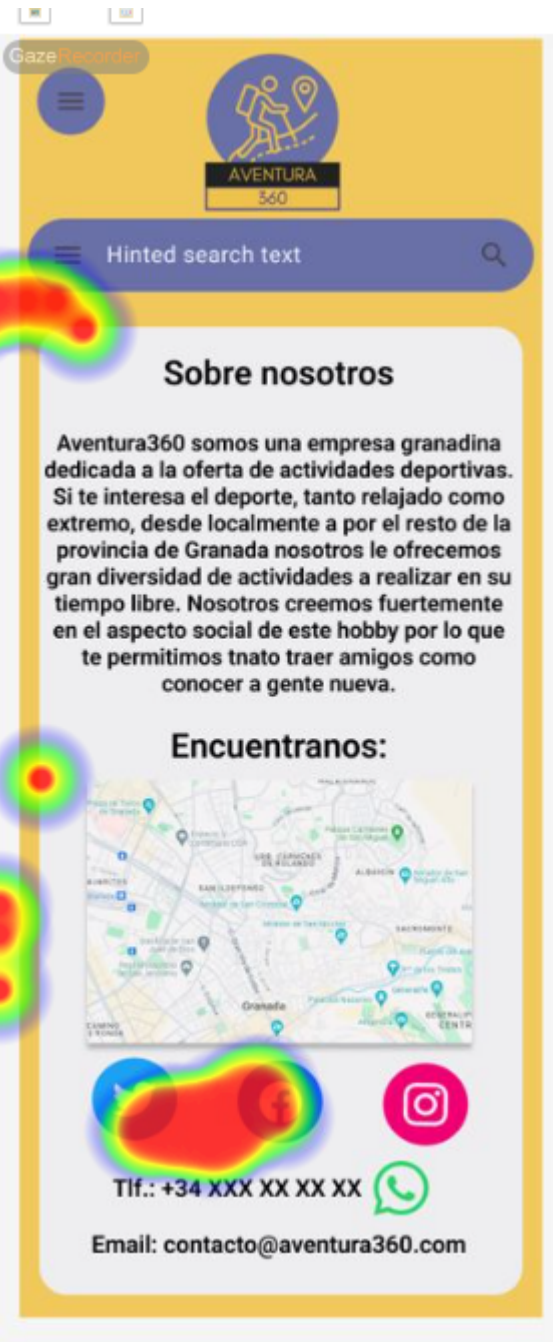 GazeRecorder
AVENTURA
360
Hinted search text
Sobre nosotros
Aventura360 somos una empresa granadina
dedicada a la oferta de actividades deportivas.
Si te interesa el deporte, tanto relajado como
extremo, desde localmente a por el resto de la
provincia de Granada nosotros le ofrecemos
gran diversidad de actividades a realizar en su
tiempo libre. Nosotros creemos fuertemente
en el aspecto social de este hobby por lo que
te permitimos tnato traer amigos como
conocer a gente nueva.
Encuentranos:
ALBAICÍN
SAN ILDEFONSO
SACROMONTE
Granada
Tlf.: +34 XXX XX XX XX
Email: contacto@aventura360.com